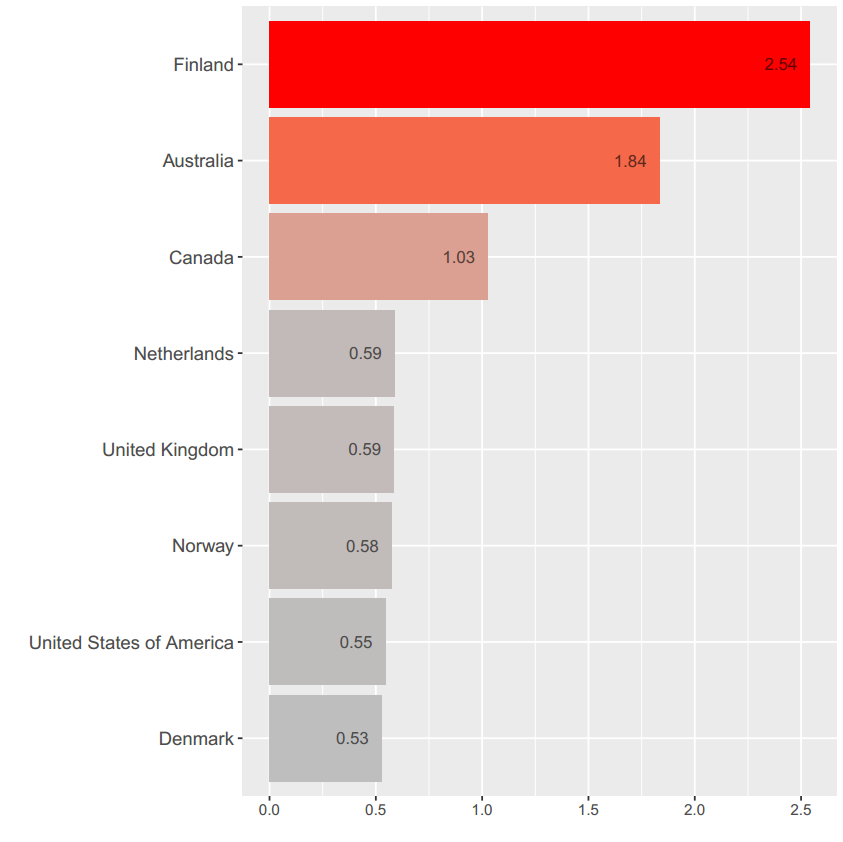 Finland 2.54
Australia 1.84
Canada 1.03
Netherlands 0.59
United Kingdom 0.59
Norway 0.58
United States of America 0.55
Denmark 0.53
0.0 0.5 1.0 1.5 2.0 2.5